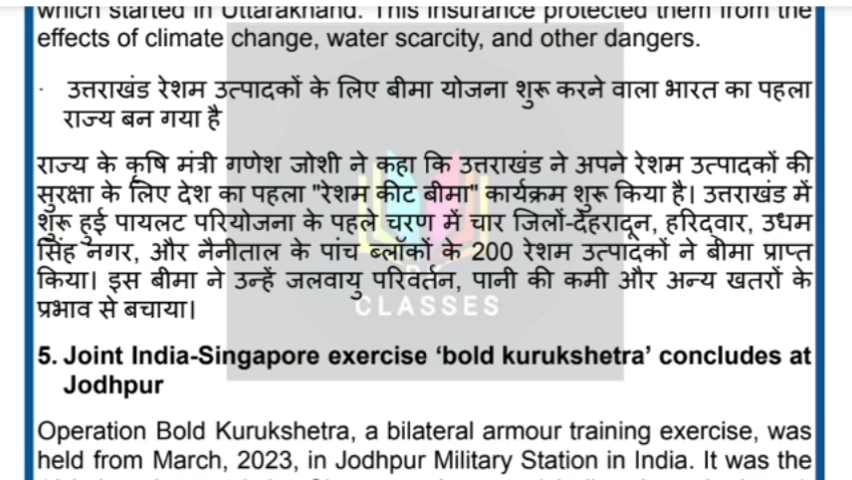 which started in Uttarakhand. This insurance protected them from the
effects of climate change, water scarcity, and other dangers.
· उत्तराखंड रेशम उत्पादकों के लिए बीमा योजना शुरू करने वाला भारत का पहला
राज्य बन गया है
राज्य के कृषि मंत्री गणेश जोशी ने कहा कि उत्तराखंड ने अपने रेशम उत्पादकों की
सुरक्षा के लिए देश का पहला "रेशम कीट बीमा" कार्यक्रम शुरू किया है। उत्तराखंड में
शुरू हुई पायलट परियोजना के पहले चरण में चार जिलों-देहरादून, हरिद्वार, उधम
सिंह नगर, और नैनीताल के पांच ब्लॉकों के 200 रेशम उत्पादकों ने बीमा प्राप्त
किया। इस बीमा ने उन्हें जलवायु परिवर्तन, पानी की कमी और अन्य खतरों के
प्रभाव से बचाया।
CLASSES
5. Joint India-Singapore exercise ‘bold kurukshetra’ concludes at
Jodhpur
Operation Bold Kurukshetra, a bilateral armour training exercise, was
held from March, 2023, in Jodhpur Military Station in India. It was the